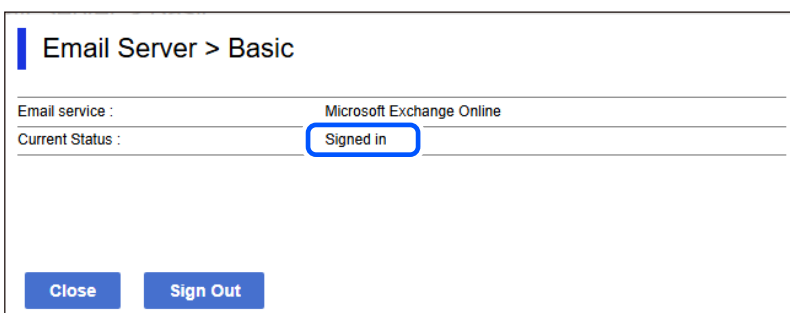 Email Server > Basic
Email service : Microsoft Exchange Online
Current Status : Signed in
Close Sign Out